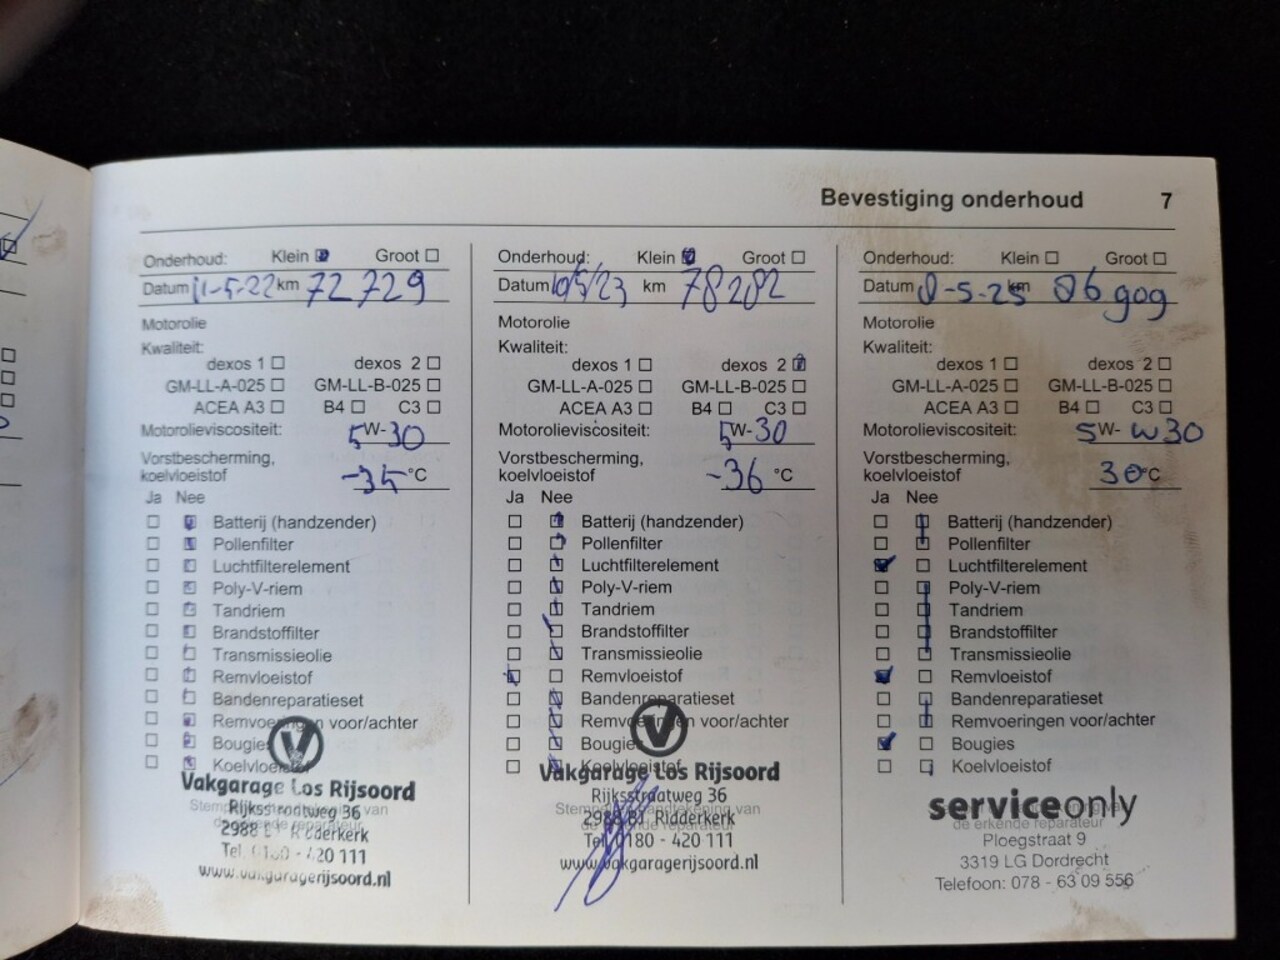 Bevestiging onderhoud 7
Onderhoud: Klein Groot
Datum 11-5-22 km 72729
Motorolie
Kwaliteit:
dexos 1 dexos 2
GM-LL-A-025 GM-LL-B-025
ACEA A3 B4 C3
Motorolieviscositeit: 5W-30
Vorstbescherming,
koelvloeistof -35 °C
Ja Nee
Batterij (handzender)
Pollenfilter
Luchtfilterelement
Poly-V-riem
Tandriem
Brandstoffilter
Transmissieolie
Remvloeistof
Bandenreparatieset
Remvoeringen voor/achter
Bougies
Koelvloeistof
Vakgarage Los Rijsoord
Rijksstraatweg 36
2988 Ridderkerk
Tel. 0180 - 420 111
www.vakgaragerijsoord.nl
Onderhoud: Klein Groot
Datum 10/5/23 km 78282
Motorolie
Kwaliteit:
dexos 1 dexos 2
GM-LL-A-025 GM-LL-B-025
ACEA A3 B4 C3
Motorolieviscositeit: 5W-30
Vorstbescherming,
koelvloeistof -36 °C
Ja Nee
Batterij (handzender)
Pollenfilter
Luchtfilterelement
Poly-V-riem
Tandriem
Brandstoffilter
Transmissieolie
Remvloeistof
Bandenreparatieset
Remvoeringen voor/achter
Bougies
Koelvloeistof
Vakgarage Los Rijsoord
Rijksstraatweg 36
2988 BJ Ridderkerk
Tel. 0180 - 420 111
www.vakgaragerijsoord.nl
Onderhoud: Klein Groot
Datum km
Motorolie
Kwaliteit:
dexos 1 dexos 2
GM-LL-A-025 GM-LL-B-025
ACEA A3 B4 C3
Motorolieviscositeit: 5W- W30
Vorstbescherming,
koelvloeistof 30°C
Ja Nee
Batterij (handzender)
Pollenfilter
Luchtfilterelement
Poly-V-riem
Tandriem
Brandstoffilter
Transmissieolie
Remvloeistof
Bandenreparatieset
Remvoeringen voor/achter
Bougies
Koelvloeistof
serviceonly
de erkende reparateur
Ploegstraat 9
3319 LG Dordrecht
Telefoon: 078 - 63 09 556